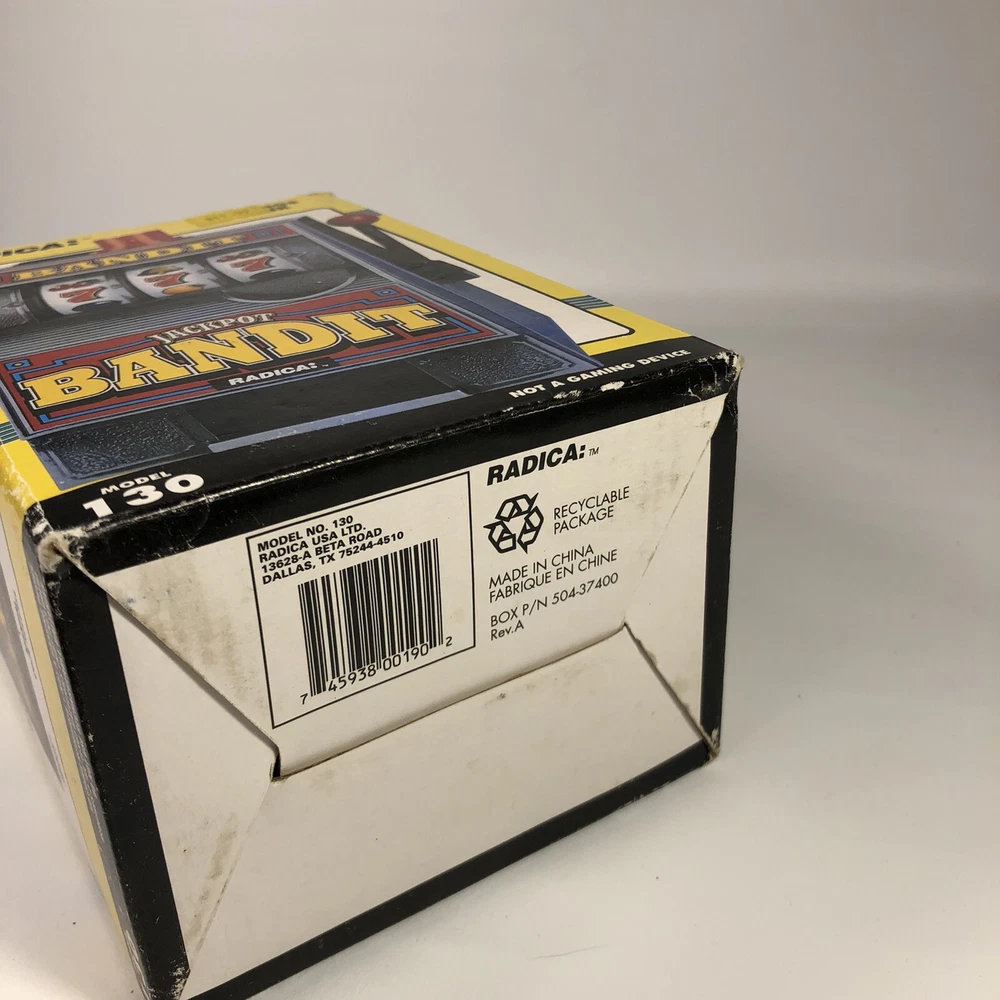 BANDIT
JACKPOT
BANDIT
RADICA:
NOT A GAMING DEVICE
MODEL
130
MODEL NO. 130
RADICA USA LTD.
13628-A BETA ROAD
DALLAS, TX 75244-4510
7 45938 00190 2
RADICA:™
RECYCLABLE
PACKAGE
MADE IN CHINA
FABRIQUE EN CHINE
BOX P/N 504-37400
Rev.A